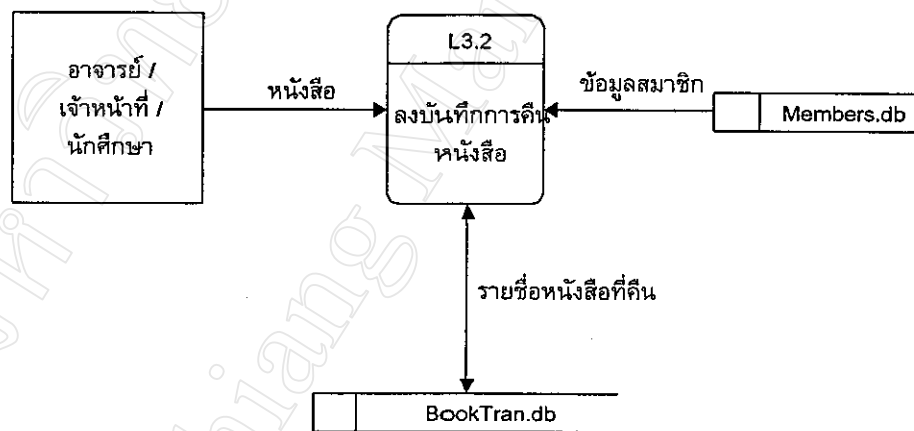 L3.2
อาจารย์ /
เจ้าหน้าที่ /
นักศึกษา
หนังสือ
ลงบันทึกการคืน
หนังสือ
ข้อมูลสมาชิก
Members.db
รายชื่อหนังสือที่คืน
BookTran.db